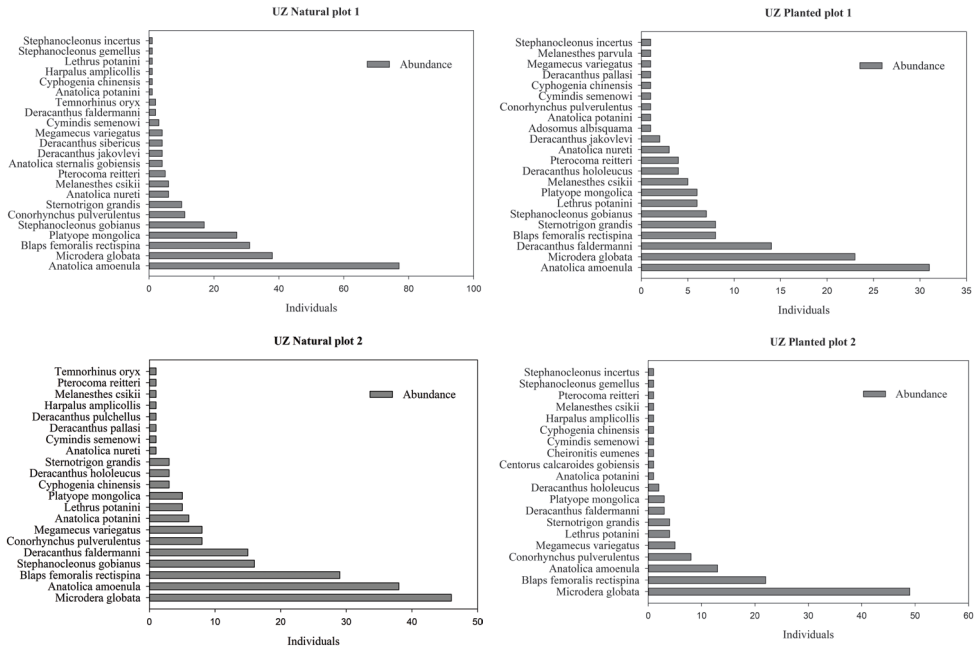 UZ Natural plot 1
Stephanocleonus incertus
Stephanocleonus gemellus
Lethrus potanini
Harpalus amplicollis
Cyphogenia chinensis
Anatolica potanini
Temnorhinus oryx
Deracanthus faldermanni
Cymindis semenowi
Megamecus variegatus
Deracanthus sibericus
Deracanthus jakovlevi
Anatolica sternalis gobiensis
Pterocoma reitteri
Melanesthes csikii
Anatolica nureti
Sternotrigon grandis
Conorhynchus pulverulentus
Stephanocleonus gobianus
Platyope mongolica
Blaps femoralis rectispina
Microdera globata
Anatolica amoenula
Abundance
0 20 40 60 80 100
Individuals
UZ Planted plot 1
Stephanocleonus incertus
Melanesthes parvula
Megamecus variegatus
Deracanthus pallasi
Cyphogenia chinensis
Cymindis semenowi
Conorhynchus pulverulentus
Anatolica potanini
Adosomus albisquama
Deracanthus jakovlevi
Anatolica nureti
Pterocoma reitteri
Deracanthus hololeucus
Melanesthes csikii
Platyope mongolica
Lethrus potanini
Stephanocleonus gobianus
Sternotrigon grandis
Blaps femoralis rectispina
Deracanthus faldermanni
Microdera globata
Anatolica amoenula
Abundance
0 5 10 15 20 25 30 35
Individuals
UZ Natural plot 2
Temnorhinus oryx
Pterocoma reitteri
Melanesthes csikii
Harpalus amplicollis
Deracanthus pulchellus
Deracanthus pallasi
Cymindis semenowi
Anatolica nureti
Sternotrigon grandis
Deracanthus hololeucus
Cyphogenia chinensis
Platyope mongolica
Lethrus potanini
Anatolica potanini
Megamecus variegatus
Conorhynchus pulverulentus
Deracanthus faldermanni
Stephanocleonus gobianus
Blaps femoralis rectispina
Anatolica amoenula
Microdera globata
Abundance
0 10 20 30 40 50
Individuals
UZ Planted plot 2
Stephanocleonus incertus
Stephanocleonus gemellus
Pterocoma reitteri
Melanesthes csikii
Harpalus amplicollis
Cyphogenia chinensis
Cymindis semenowi
Cheironitis eumenes
Centorus calcaroides gobiensis
Anatolica potanini
Deracanthus hololeucus
Platyope mongolica
Deracanthus faldermanni
Sternotrigon grandis
Lethrus potanini
Megamecus variegatus
Conorhynchus pulverulentus
Anatolica amoenula
Blaps femoralis rectispina
Microdera globata
Abundance
0 10 20 30 40 50 60
Individuals